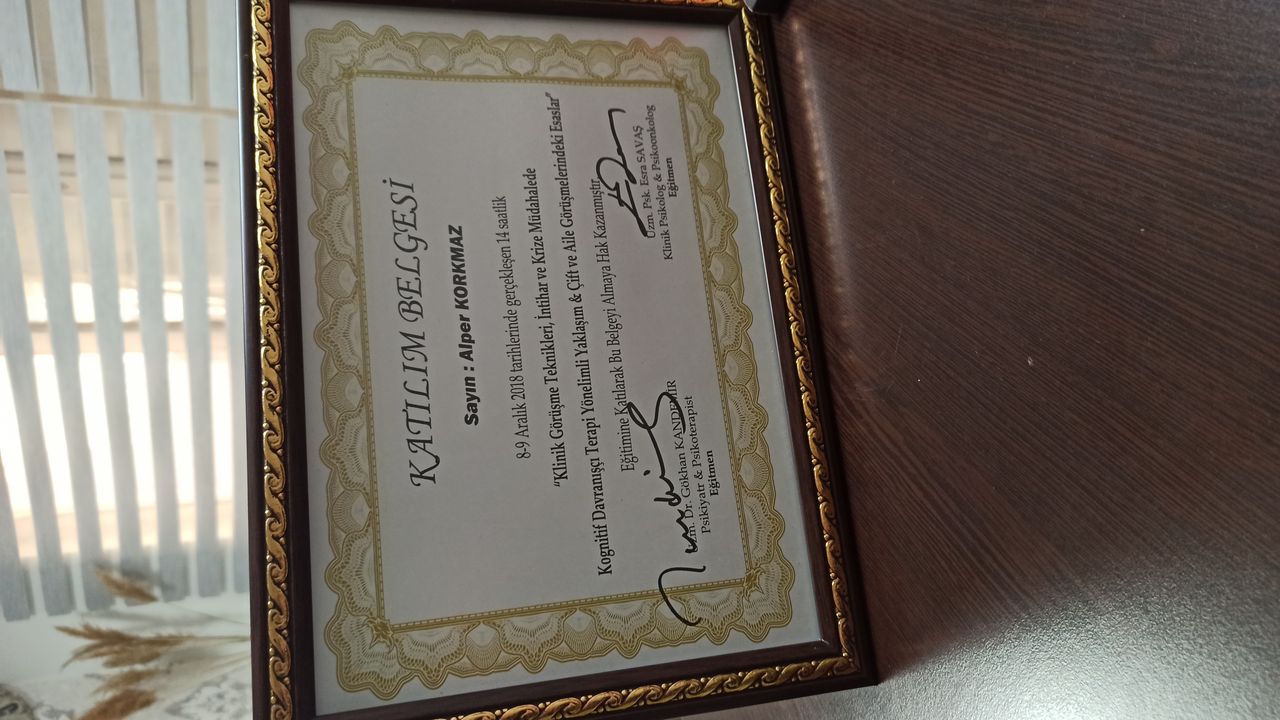 KATILIM BELGESİ
Sayın : Alper KORKMAZ
8-9 Aralık 2018 tarihlerinde gerçekleşen 14 saatlik
"Klinik Görüşme Teknikleri, İntihar ve Krize Müdahalede
Kognitif Davranışçı Terapi Yönelimli Yaklaşım & Çift ve Aile Görüşmelerindeki Esaslar"
Eğitimine Katılarak Bu Belgeyi Almaya Hak Kazanmıştır
Uzm. Dr. Gökhan KANDEMİR
Psikiyatr & Psikoterapist
Eğitmen
Uzm. Psk. Esra SAVAŞ
Klinik Psikolog & Psikoonkolog
Eğitmen